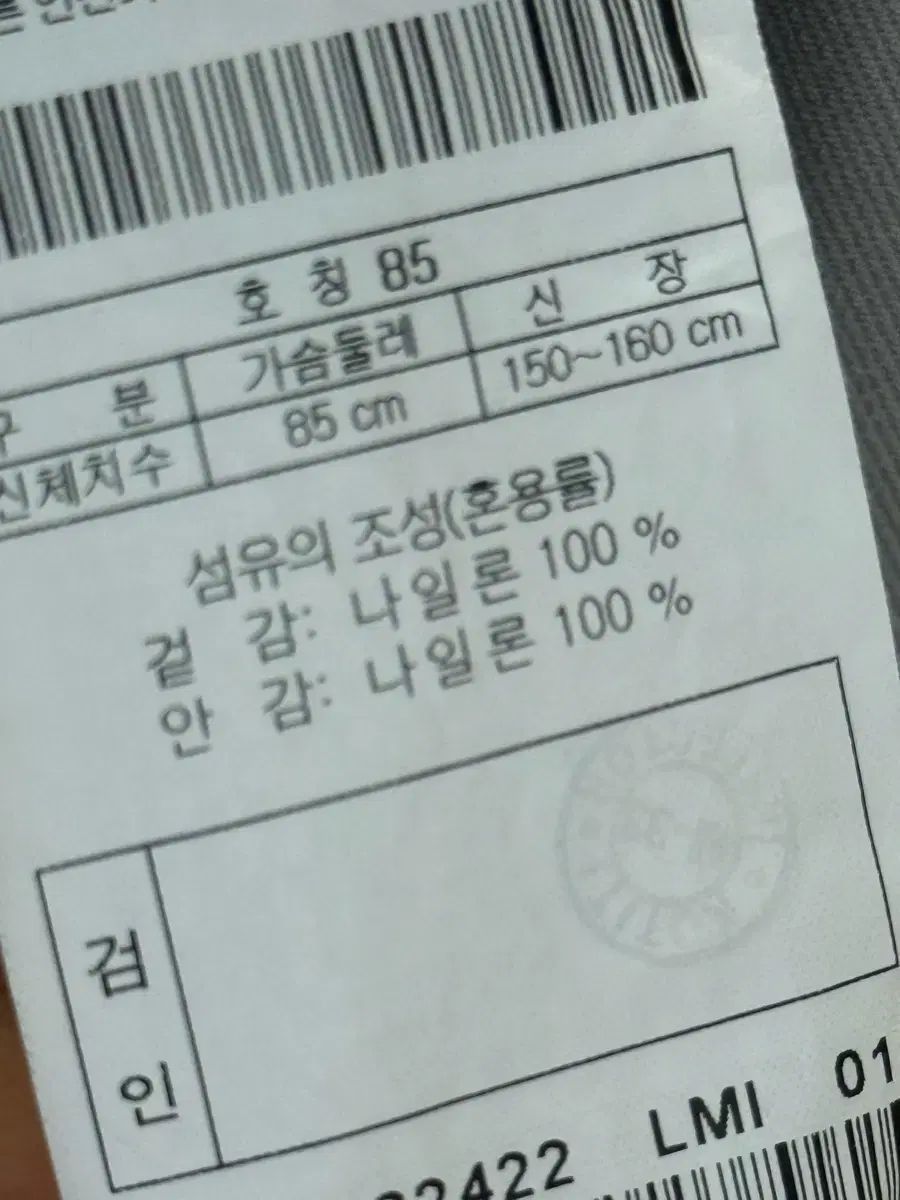 호 칭 85
구 분 가슴둘레 신 장
신체치수 85 cm 150~160 cm
섬유의 조성(혼용률)
겉 감: 나일론 100 %
안 감: 나일론 100 %
검
인
22422 LMI 01